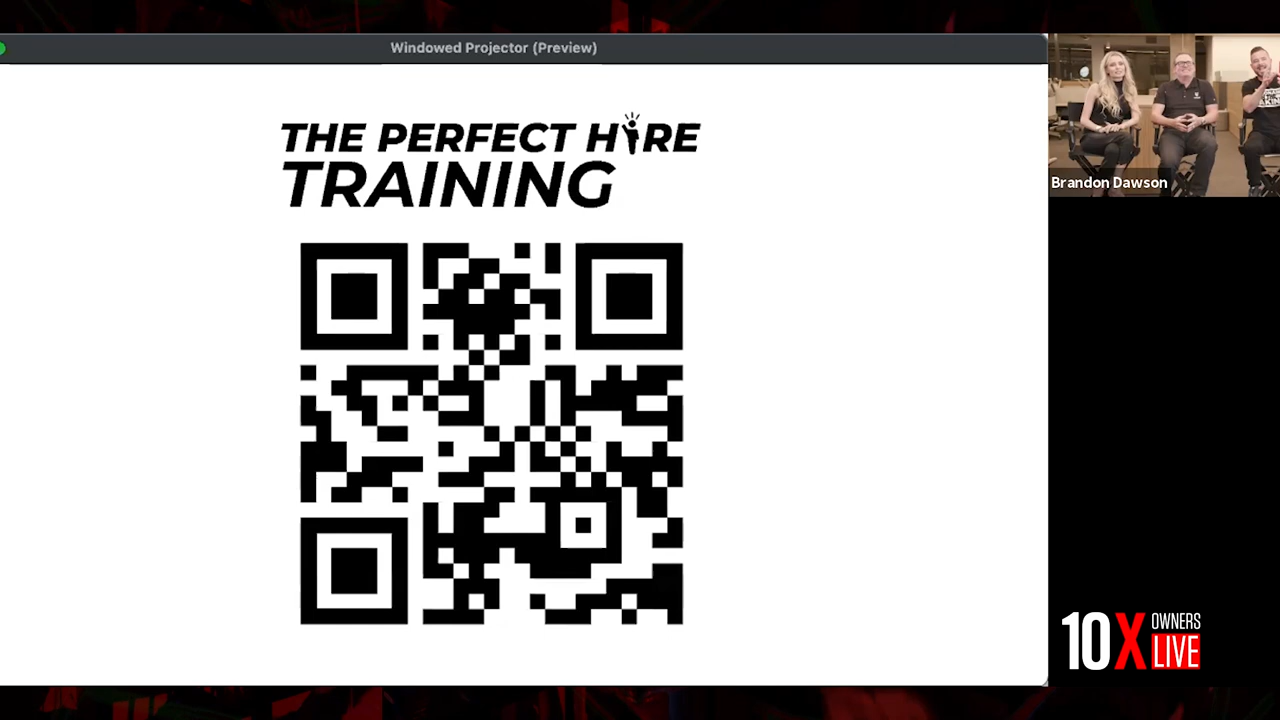 Windowed Projector (Preview)
THE PERFECT HIRE
TRAINING
Brandon Dawson
10X OWNERS
LIVE